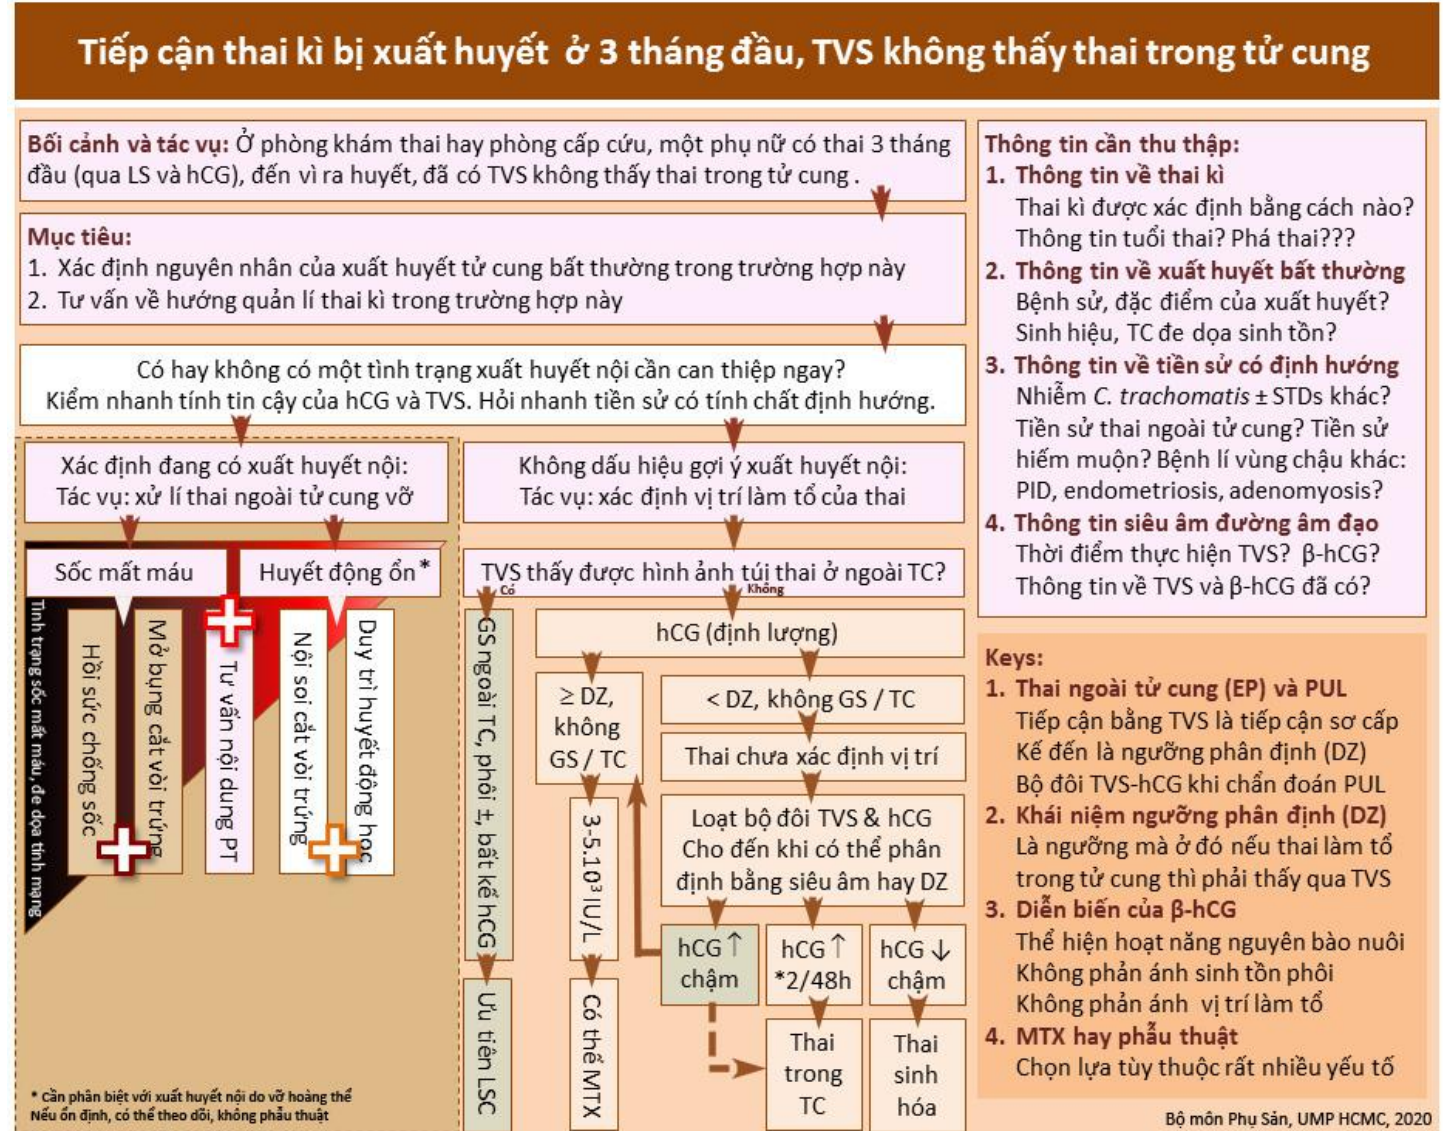 Tiếp cận thai kì bị xuất huyết ở 3 tháng đầu, TVS không thấy thai trong tử cung
Bối cảnh và tác vụ: Ở phòng khám thai hay phòng cấp cứu, một phụ nữ có thai 3 tháng
đầu (qua LS và hCG), đến vì ra huyết, đã có TVS không thấy thai trong tử cung .
Mục tiêu:
1. Xác định nguyên nhân của xuất huyết tử cung bất thường trong trường hợp này
2. Tư vấn về hướng quản lí thai kì trong trường hợp này
Có hay không có một tình trạng xuất huyết nội cần can thiệp ngay?
Kiểm nhanh tính tin cậy của hCG và TVS. Hỏi nhanh tiền sử có tính chất định hướng.
Xác định đang có xuất huyết nội:
Tác vụ: xử lí thai ngoài tử cung vỡ
Sốc mất máu
Huyết động ổn*
Tình trạng sốc mất máu, đe dọa tính mạng
Hồi sức chống sốc
Mở bụng cắt vòi trứng
Tư vấn nội dung PT
Nội soi cắt vòi trứng
Duy trì huyết động học
* Cần phân biệt với xuất huyết nội do vỡ hoàng thể
Nếu ổn định, có thể theo dõi, không phẫu thuật
Không dấu hiệu gợi ý xuất huyết nội:
Tác vụ: xác định vị trí làm tổ của thai
TVS thấy được hình ảnh túi thai ở ngoài TC?
Có
Không
GS ngoài TC, phôi ±, bất kể hCG
Ưu tiên LSC
hCG (định lượng)
≥ DZ,
không
GS / TC
3-5.10³ IU/L
Có thể MTX
< DZ, không GS / TC
Thai chưa xác định vị trí
Loạt bộ đôi TVS & hCG
Cho đến khi có thể phân
định bằng siêu âm hay DZ
hCG ↑
chậm
hCG ↑
*2/48h
hCG ↓
chậm
Thai
trong
TC
Thai
sinh
hóa
Thông tin cần thu thập:
1. Thông tin về thai kì
Thai kì được xác định bằng cách nào?
Thông tin tuổi thai? Phá thai???
2. Thông tin về xuất huyết bất thường
Bệnh sử, đặc điểm của xuất huyết?
Sinh hiệu, TC đe dọa sinh tồn?
3. Thông tin về tiền sử có định hướng
Nhiễm C. trachomatis ± STDs khác?
Tiền sử thai ngoài tử cung? Tiền sử
hiếm muộn? Bệnh lí vùng chậu khác:
PID, endometriosis, adenomyosis?
4. Thông tin siêu âm đường âm đạo
Thời điểm thực hiện TVS? β-hCG?
Thông tin về TVS và β-hCG đã có?
Keys:
1. Thai ngoài tử cung (EP) và PUL
Tiếp cận bằng TVS là tiếp cận sơ cấp
Kế đến là ngưỡng phân định (DZ)
Bộ đôi TVS-hCG khi chẩn đoán PUL
2. Khái niệm ngưỡng phân định (DZ)
Là ngưỡng mà ở đó nếu thai làm tổ
trong tử cung thì phải thấy qua TVS
3. Diễn biến của β-hCG
Thể hiện hoạt năng nguyên bào nuôi
Không phản ánh sinh tồn phôi
Không phản ánh vị trí làm tổ
4. MTX hay phẫu thuật
Chọn lựa tùy thuộc rất nhiều yếu tố
Bộ môn Phụ Sản, UMP HCMC, 2020